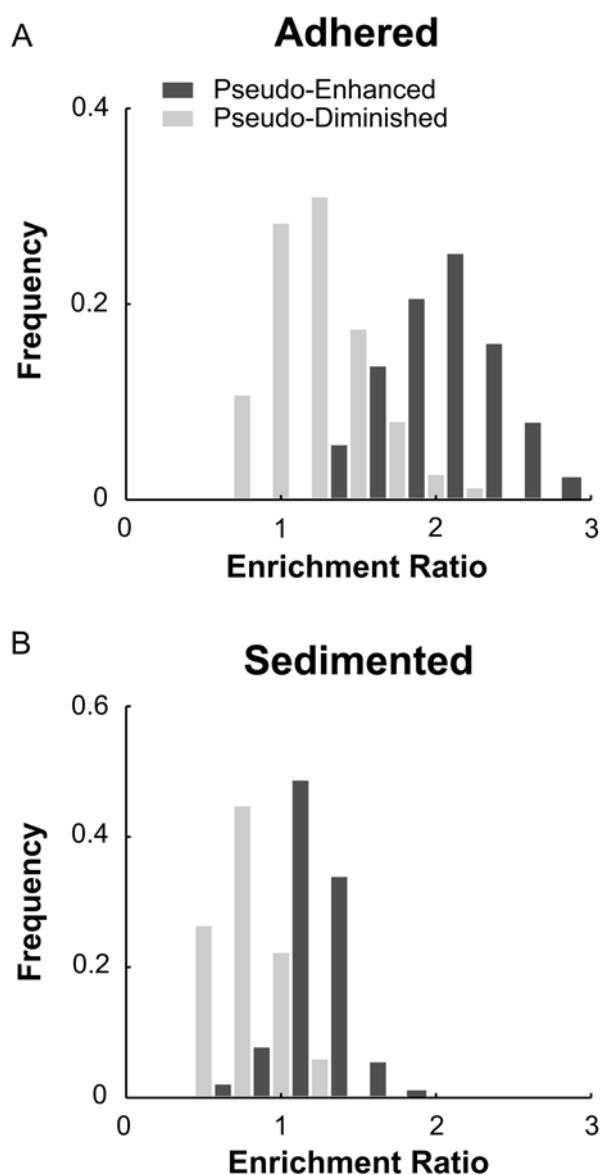 A
Adhered
Pseudo-Enhanced
Pseudo-Diminished
0.4
0.2
0
Frequency
0 1 2 3
Enrichment Ratio
B
Sedimented
0.6
0.4
0.2
0
Frequency
0 1 2 3
Enrichment Ratio